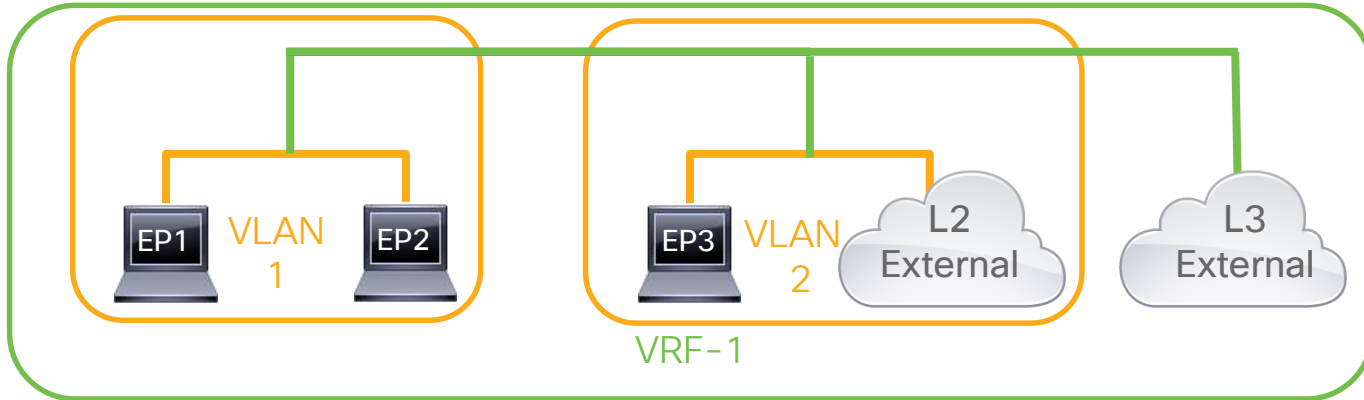 EP1
VLAN
1
EP2
EP3
VLAN
2
L2
External
L3
External
VRF-1